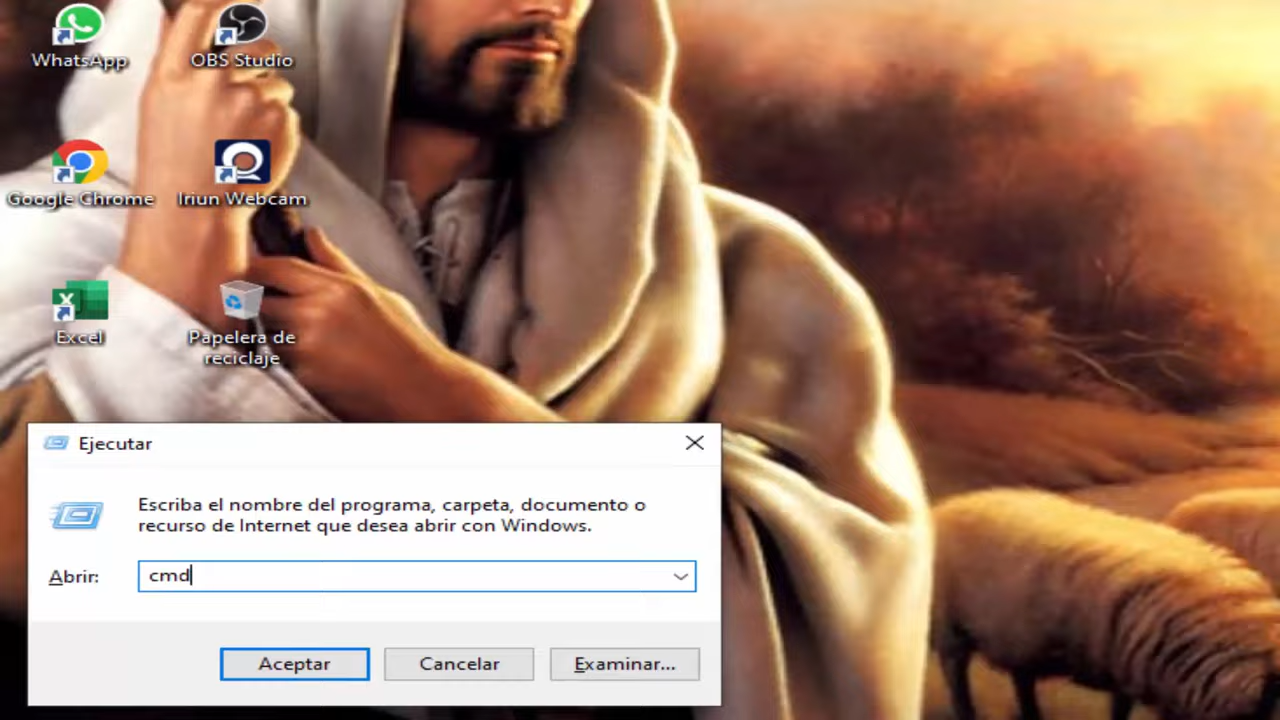 WhatsApp
OBS Studio
Google Chrome
Iriun Webcam
Excel
Papelera de
reciclaje
Ejecutar
Escriba el nombre del programa, carpeta, documento o
recurso de Internet que desea abrir con Windows.
Abrir:
cmd
Aceptar
Cancelar
Examinar...